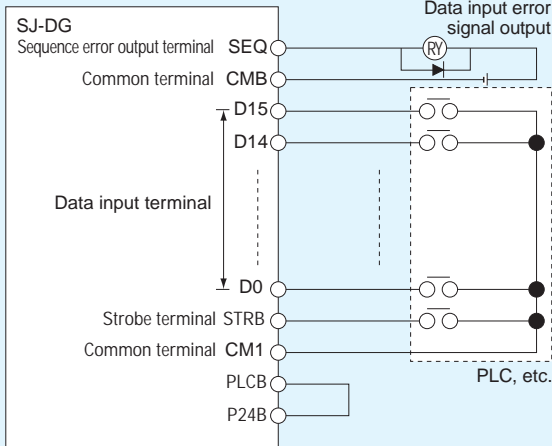 Data input error
signal output
SJ-DG
Sequence error output terminal SEQ
RY
Common terminal CMB
D15
D14
Data input terminal
D0
Strobe terminal STRB
Common terminal CM1
PLCB
PLC, etc.
P24B